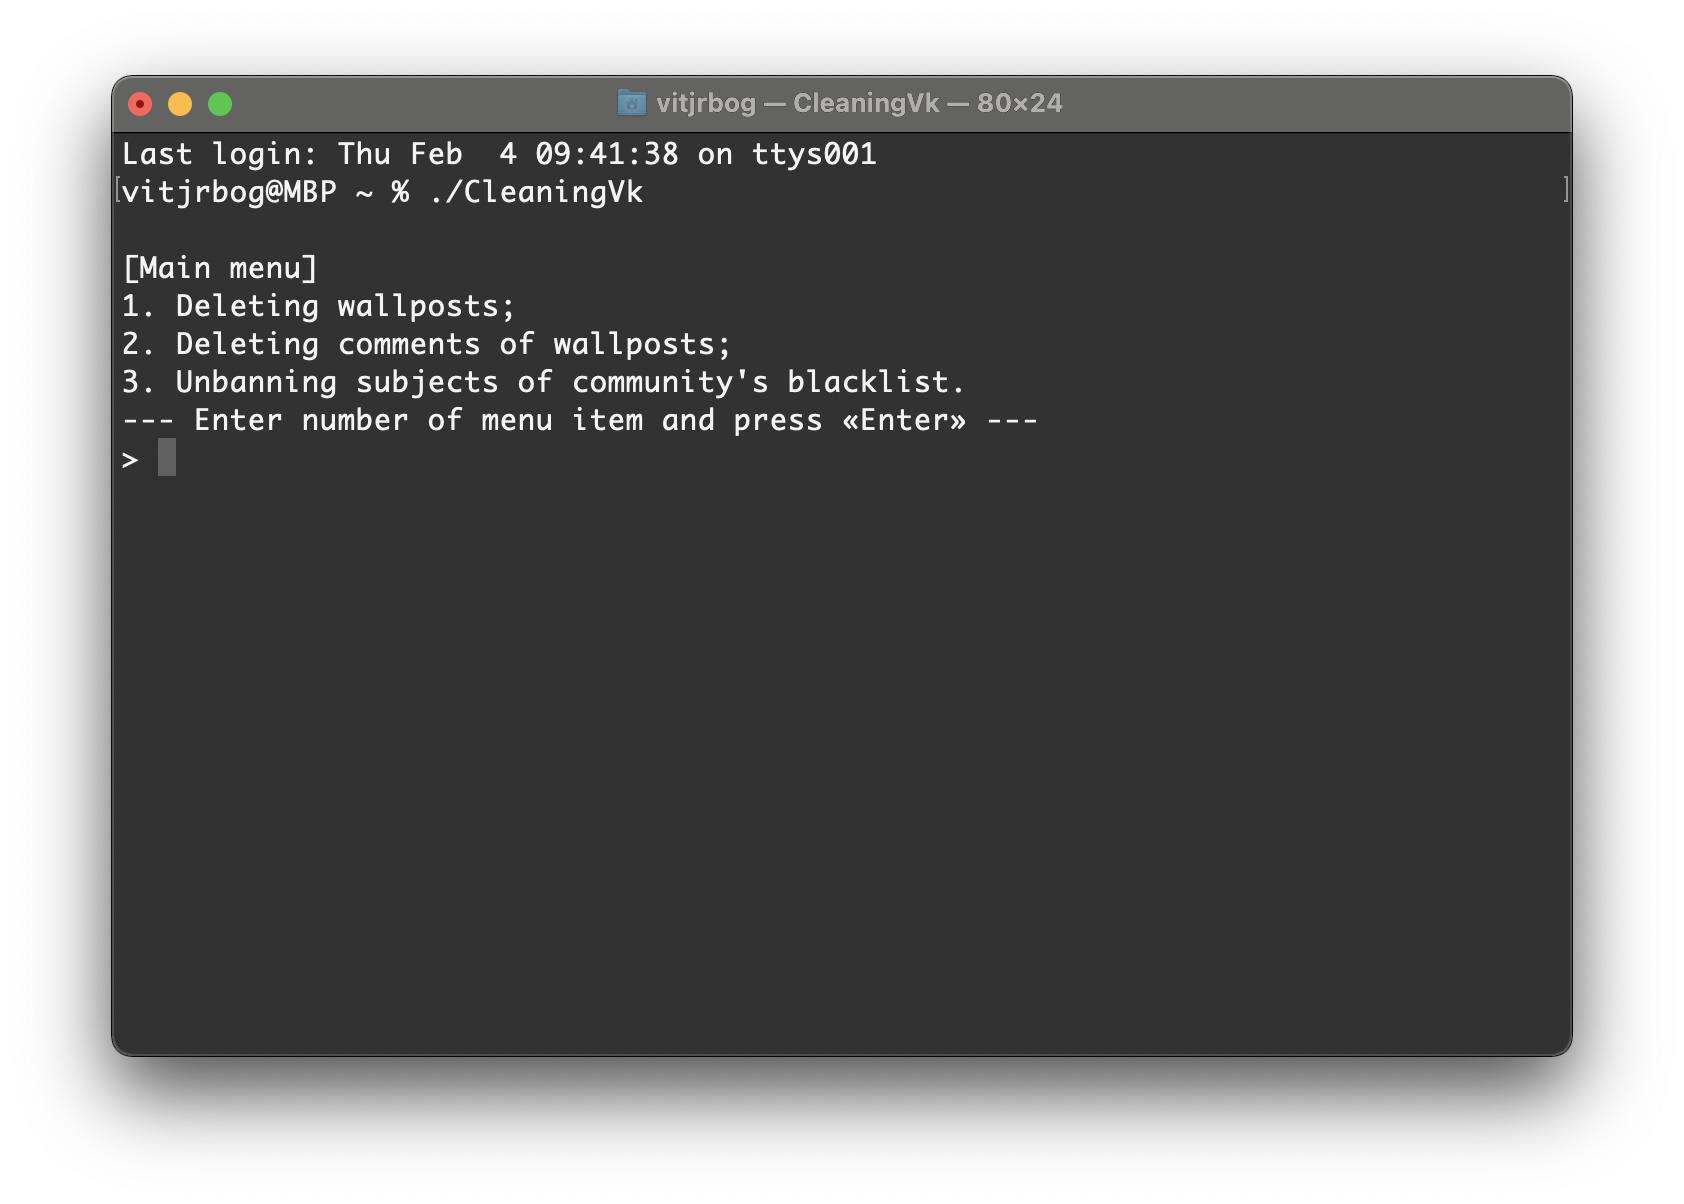 vitjrbog — CleaningVk — 80×24
Last login: Thu Feb  4 09:41:38 on ttys001
[vitjrbog@MBP ~ % ./CleaningVk ]
[Main menu]
1. Deleting wallposts;
2. Deleting comments of wallposts;
3. Unbanning subjects of community's blacklist.
--- Enter number of menu item and press «Enter» ---
>